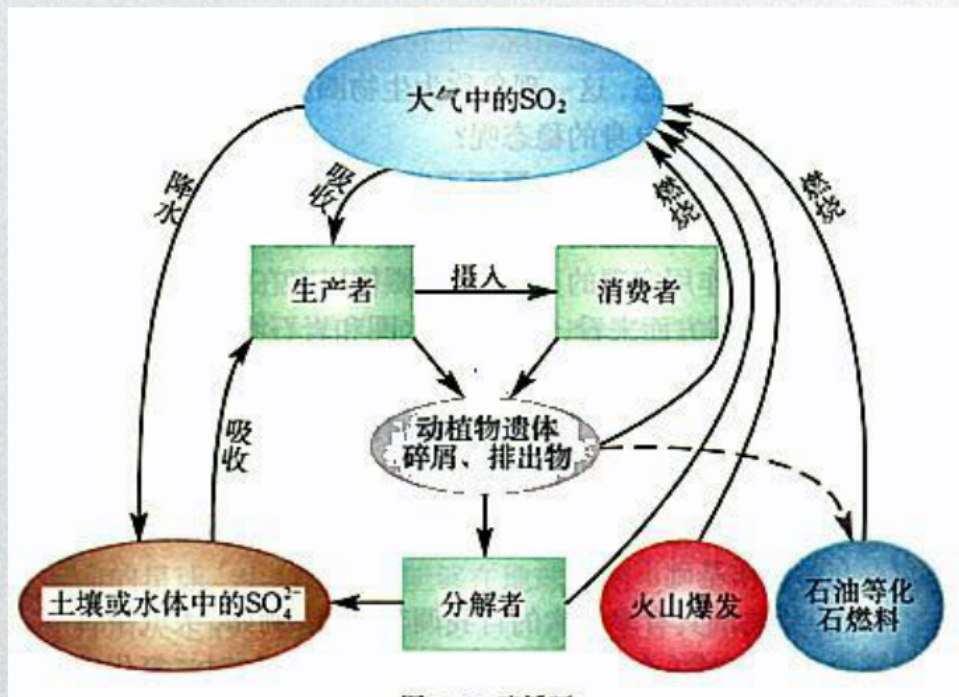 大气中的SO₂
降水
吸收
燃烧
燃烧
生产者
摄入
消费者
吸收
动植物遗体
碎屑、排出物
土壤或水体中的SO₄²⁻
分解者
火山爆发
石油等化
石燃料